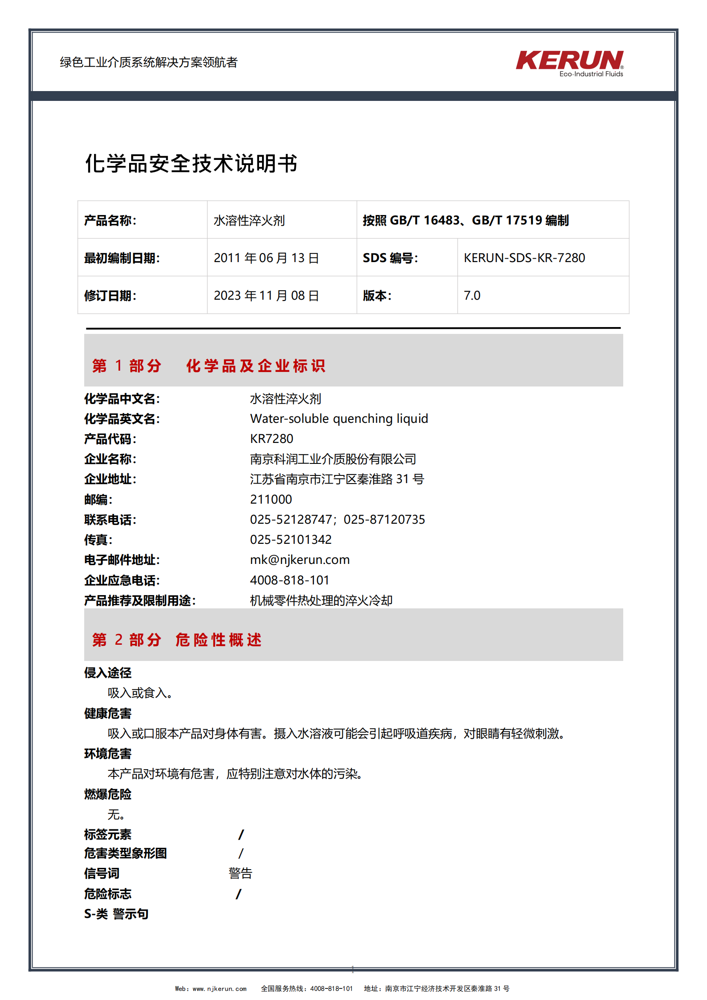 绿色工业介质系统解决方案领航者
KERUN®
Eco-Industrial Fluids
化学品安全技术说明书
产品名称： 水溶性淬火剂 按照 GB/T 16483、GB/T 17519 编制
最初编制日期： 2011 年 06 月 13 日 SDS 编号： KERUN-SDS-KR-7280
修订日期： 2023 年 11 月 08 日 版本： 7.0
第 1 部分 化学品及企业标识
化学品中文名： 水溶性淬火剂
化学品英文名： Water-soluble quenching liquid
产品代码： KR7280
企业名称： 南京科润工业介质股份有限公司
企业地址： 江苏省南京市江宁区秦淮路 31 号
邮编： 211000
联系电话： 025-52128747；025-87120735
传真： 025-52101342
电子邮件地址： mk@njkerun.com
企业应急电话： 4008-818-101
产品推荐及限制用途： 机械零件热处理的淬火冷却
第 2 部分 危险性概述
侵入途径
吸入或食入。
健康危害
吸入或口服本产品对身体有害。摄入水溶液可能会引起呼吸道疾病，对眼睛有轻微刺激。
环境危害
本产品对环境有危害，应特别注意对水体的污染。
燃爆危险
无。
标签元素 /
危害类型象形图 /
信号词 警告
危险标志 /
S-类 警示句
1
Web：www.njkerun.com 全国服务热线：4008-818-101 地址：南京市江宁经济技术开发区秦淮路 31 号